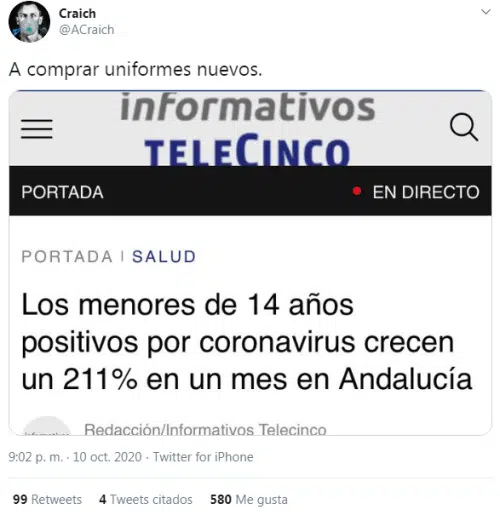 Craich
@ACraich
A comprar uniformes nuevos.
informativos
TELECINCO
PORTADA
EN DIRECTO
PORTADA | SALUD
Los menores de 14 años
positivos por coronavirus crecen
un 211% en un mes en Andalucía
Redacción/Informativos Telecinco
9:02 p. m. · 10 oct. 2020 · Twitter for iPhone
99 Retweets 4 Tweets citados 580 Me gusta